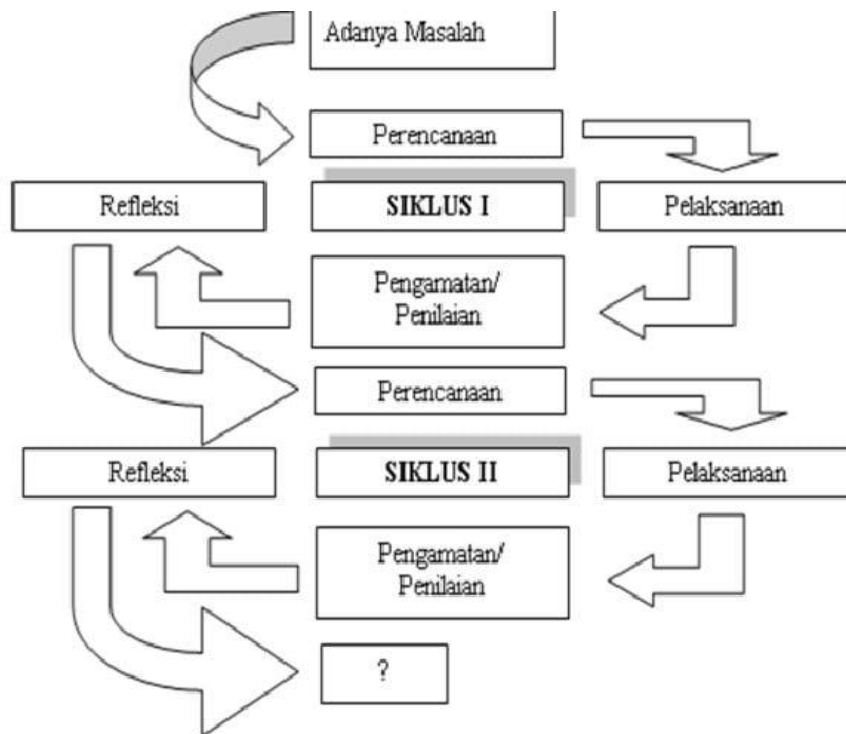 Adanya Masalah
Perencanaan
Refleksi
SIKLUS I
Pelaksanaan
Pengamatan/
Penilaian
Perencanaan
Refleksi
SIKLUS II
Pelaksanaan
Pengamatan/
Penilaian
?